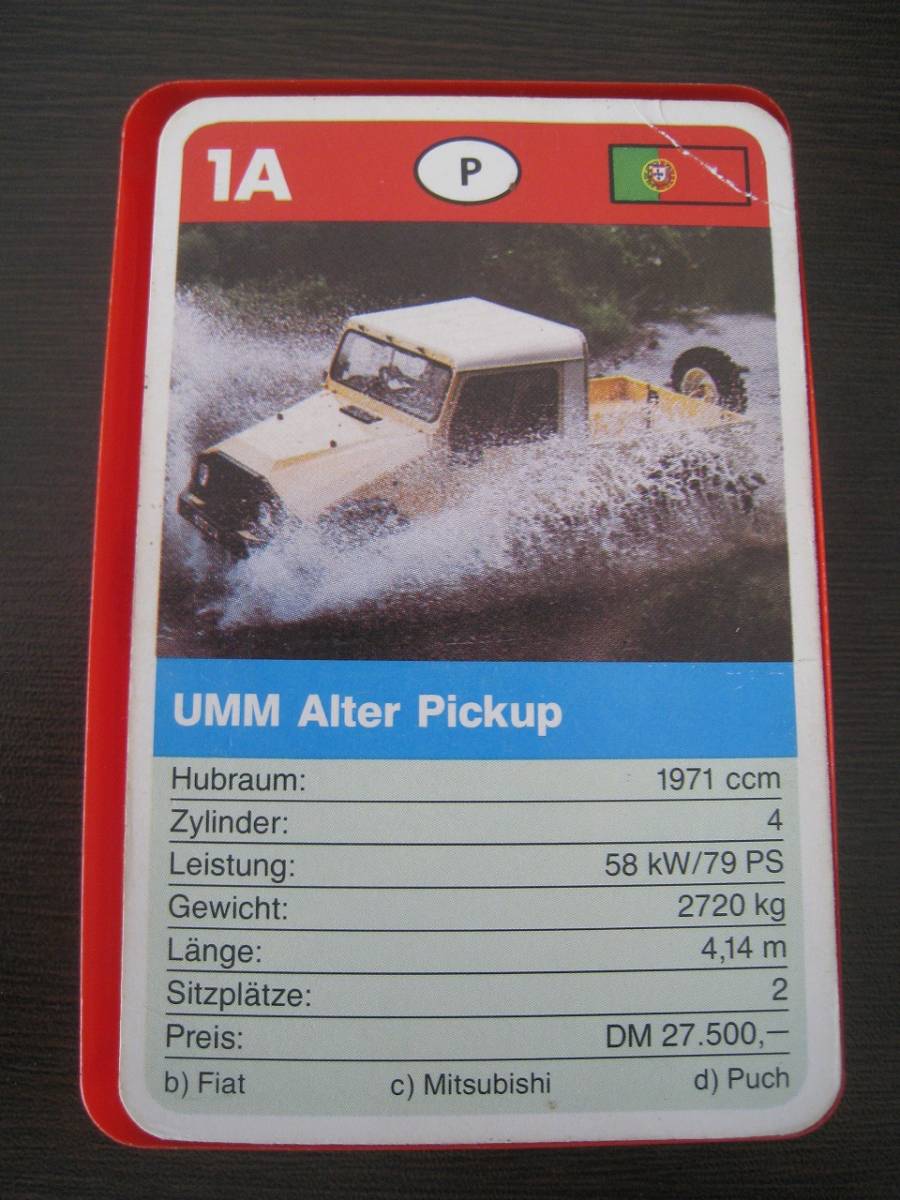 1A P
UMM Alter Pickup
Hubraum: 1971 ccm
Zylinder: 4
Leistung: 58 kW/79 PS
Gewicht: 2720 kg
Länge: 4,14 m
Sitzplätze: 2
Preis: DM 27.500,—
b) Fiat c) Mitsubishi d) Puch